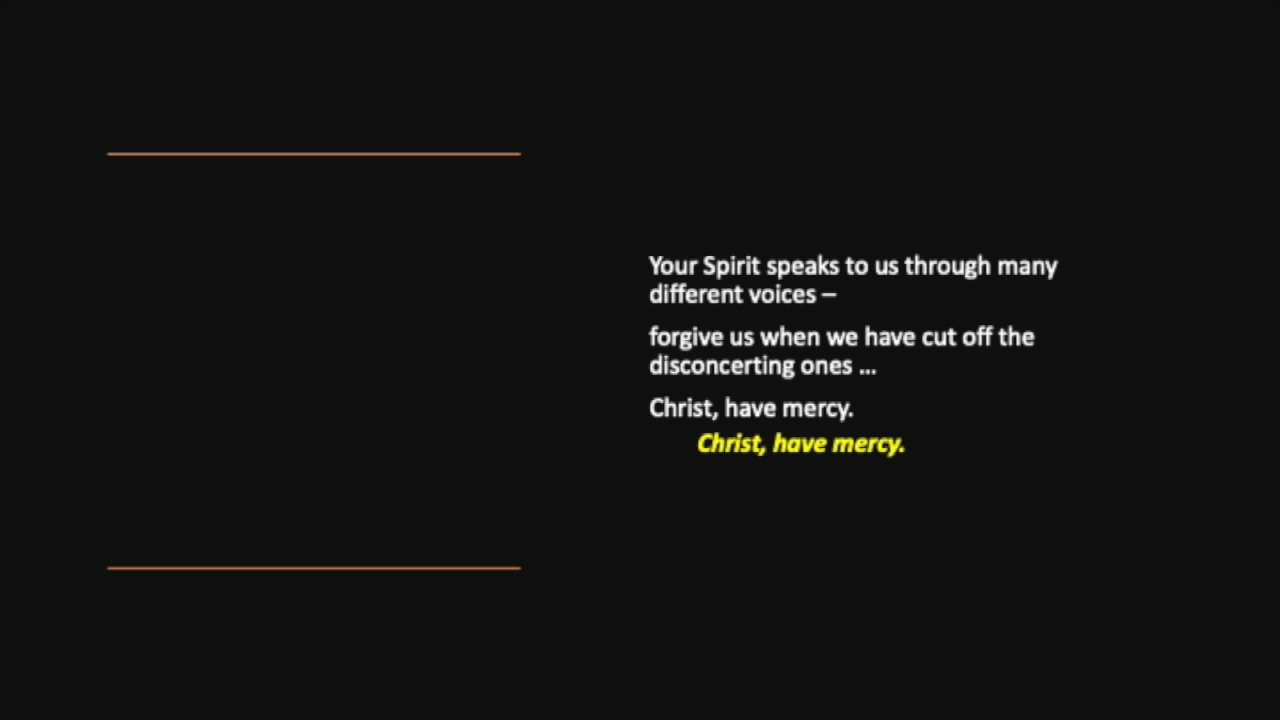 Your Spirit speaks to us through many
different voices –
forgive us when we have cut off the
disconcerting ones ...
Christ, have mercy.
Christ, have mercy.